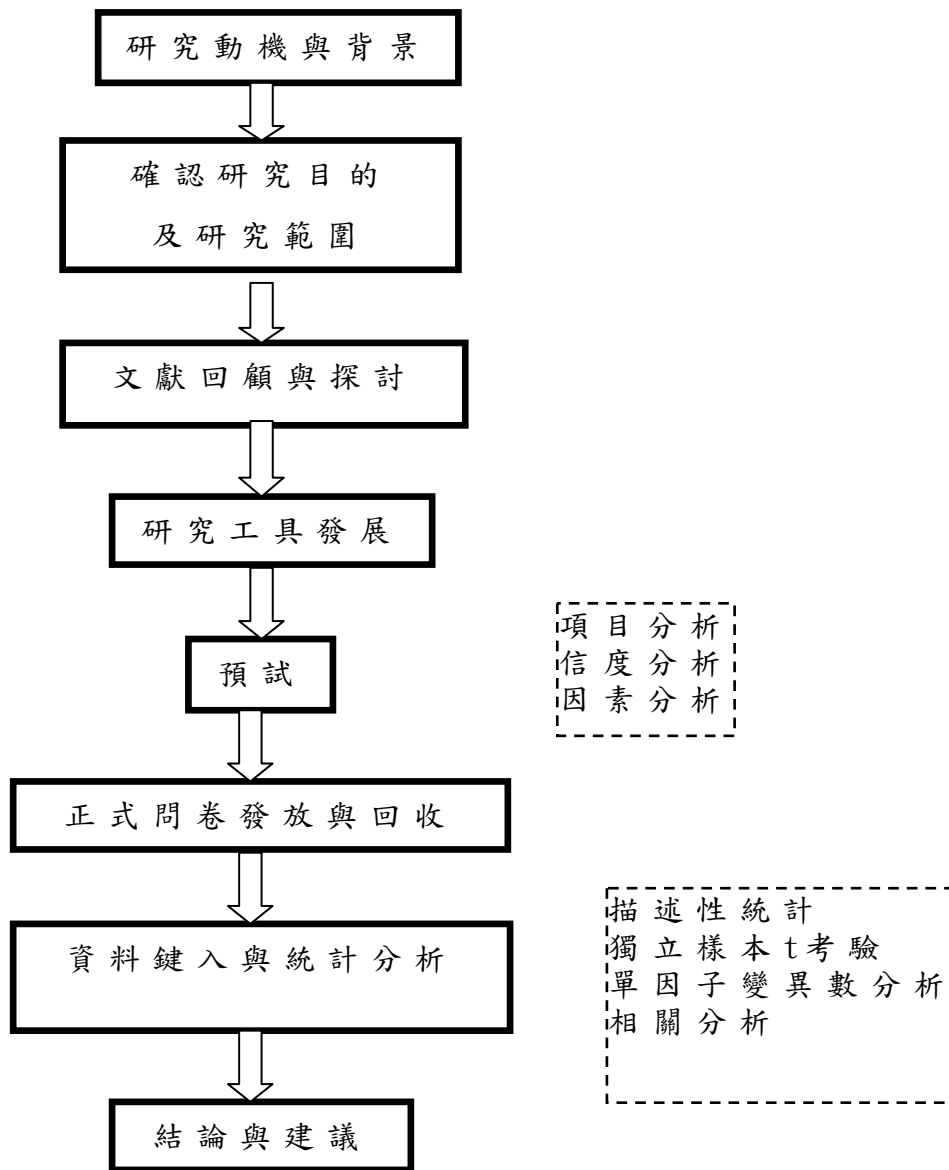 研究動機與背景
確認研究目的
及研究範圍
文獻回顧與探討
研究工具發展
預試
項目分析
信度分析
因素分析
正式問卷發放與回收
資料鍵入與統計分析
描述性統計
獨立樣本t考驗
單因子變異數分析
相關分析
結論與建議